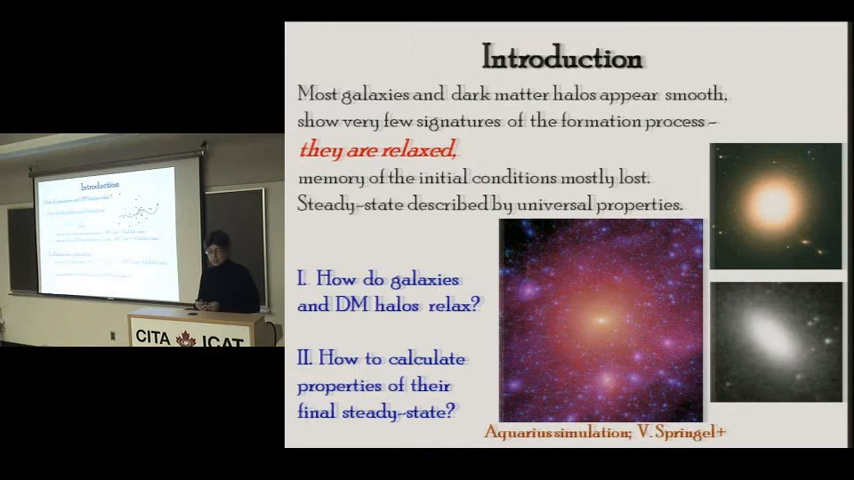 Introduction
Most galaxies and dark matter halos appear smooth,
show very few signatures of the formation process -
they are relaxed,
memory of the initial conditions mostly lost.
Steady-state described by universal properties.
I. How do galaxies
and DM halos relax?
II. How to calculate
properties of their
final steady-state?
Aquarius simulation; V. Springel+
Introduction
CITA ICAT